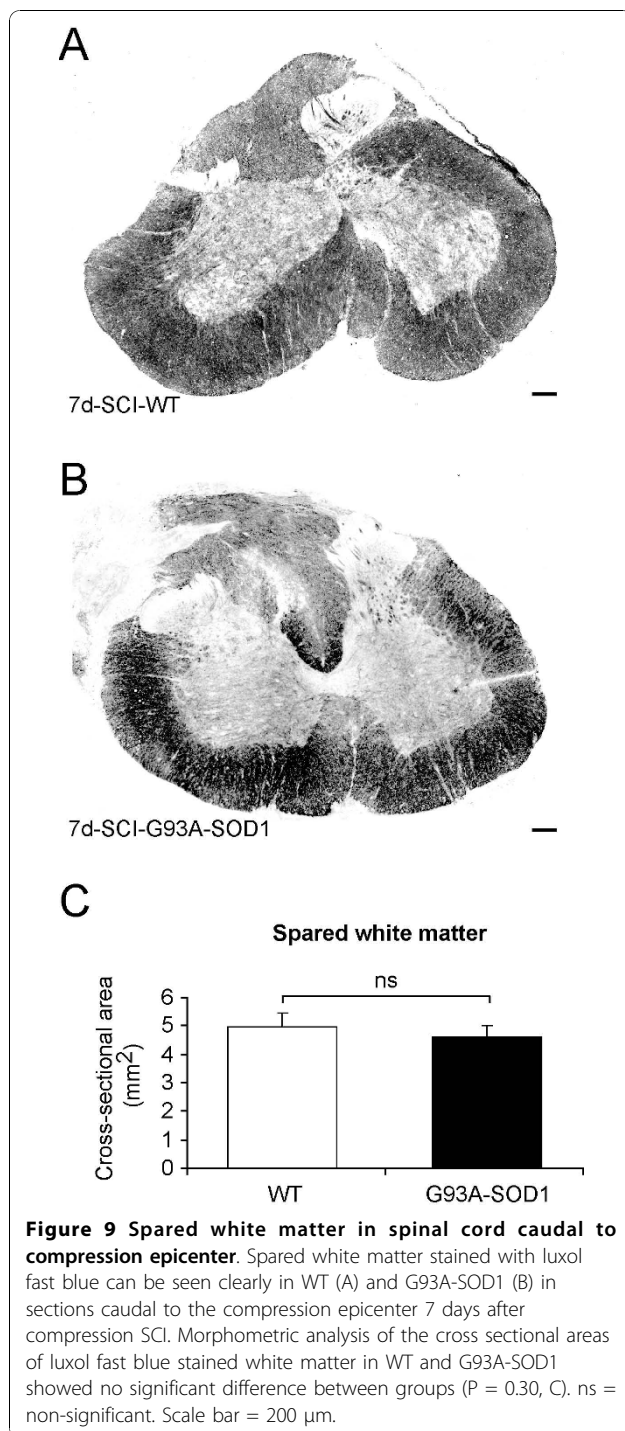 A
7d-SCI-WT
B
7d-SCI-G93A-SOD1
C
Spared white matter
ns
Cross-sectional area
(mm²)
6
5
4
3
2
1
0
WT
G93A-SOD1
Figure 9 Spared white matter in spinal cord caudal to
compression epicenter. Spared white matter stained with luxol
fast blue can be seen clearly in WT (A) and G93A-SOD1 (B) in
sections caudal to the compression epicenter 7 days after
compression SCI. Morphometric analysis of the cross sectional areas
of luxol fast blue stained white matter in WT and G93A-SOD1
showed no significant difference between groups (P = 0.30, C). ns =
non-significant. Scale bar = 200 μm.